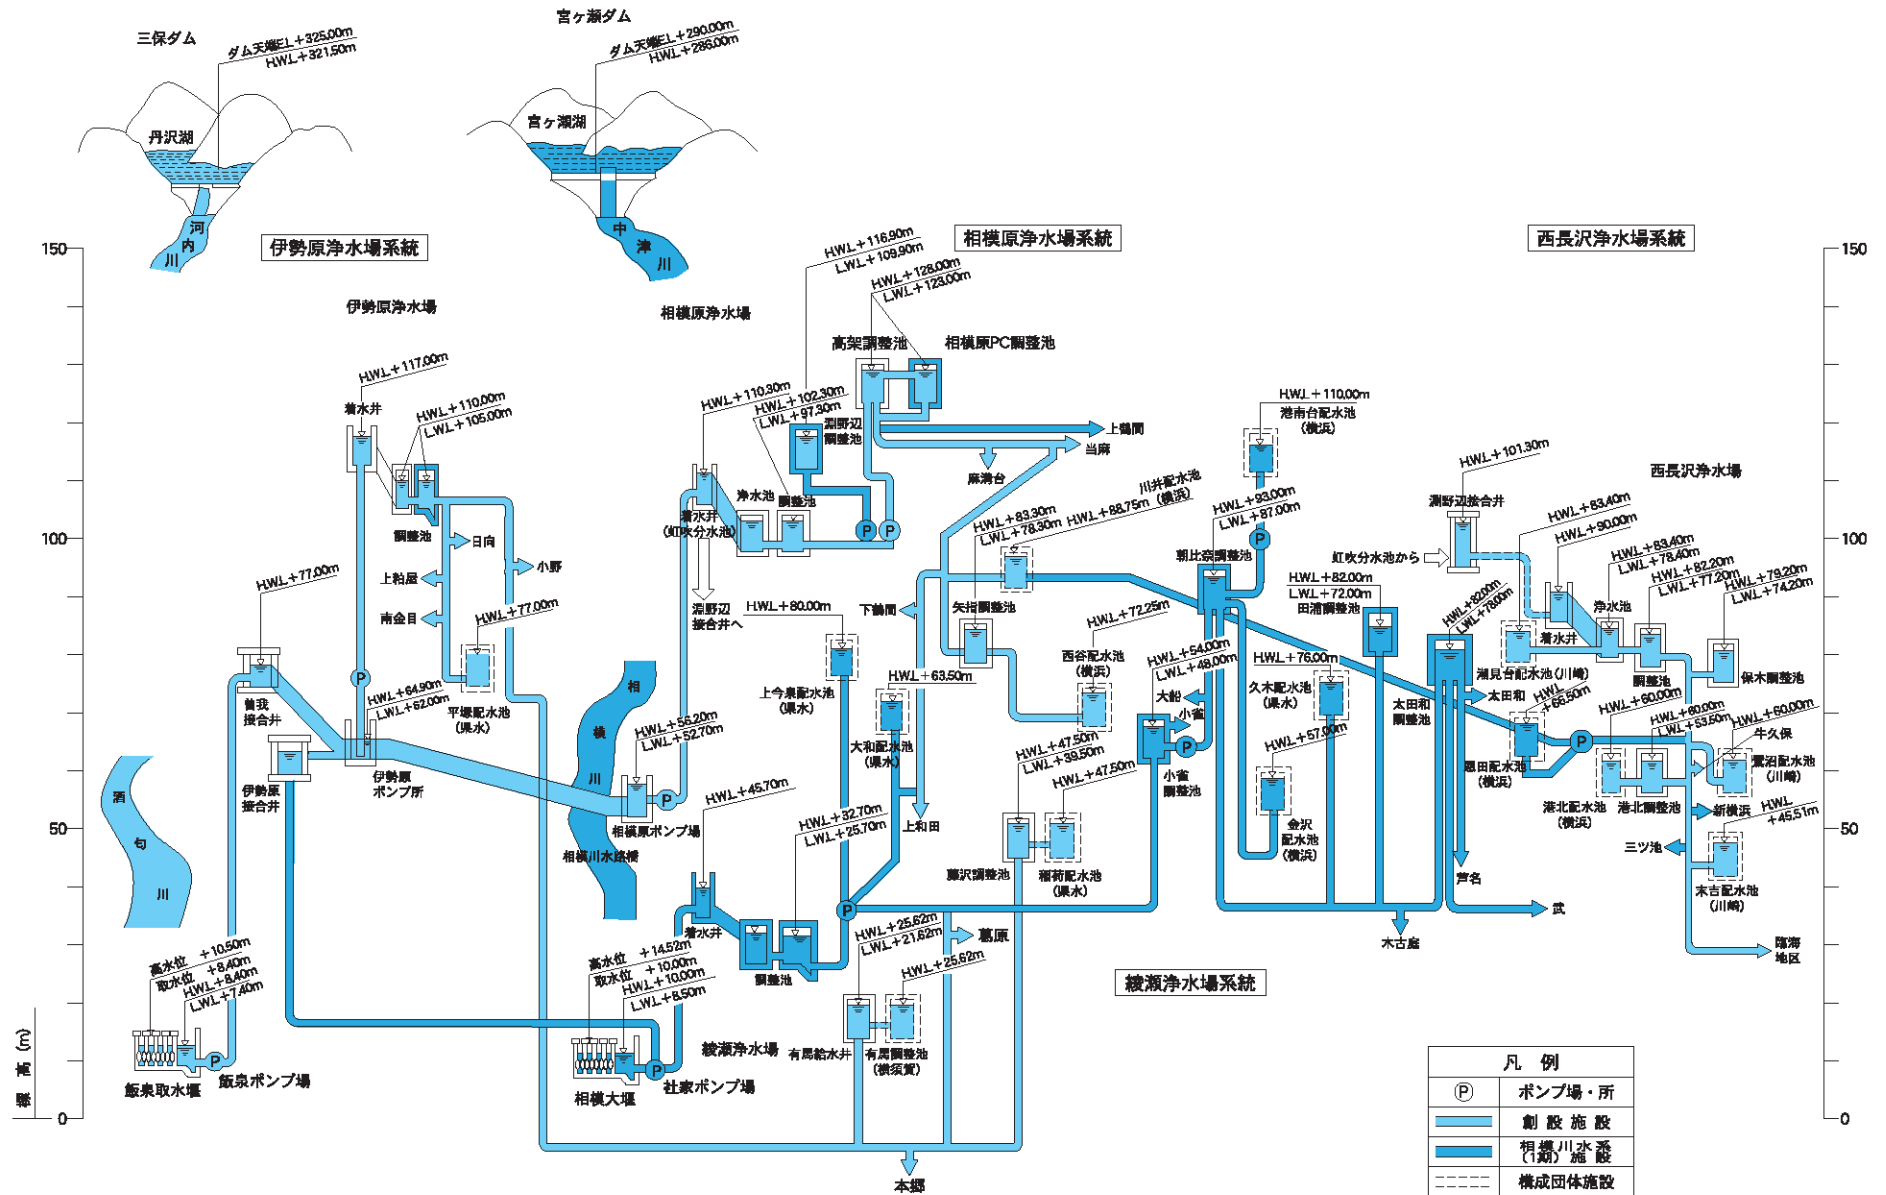 三保ダム
ダム天端EL＋325.00m
H.W.L＋321.50m
丹沢湖
河内川
宮ヶ瀬ダム
ダム天端EL＋290.00m
H.W.L＋286.00m
宮ヶ瀬湖
中津川
伊勢原浄水場系統
相模原浄水場系統
西長沢浄水場系統
150
100
50
0
標高 (m)
150
100
50
0
伊勢原浄水場
H.W.L＋117.00m
着水井
H.W.L＋110.00m
L.W.L＋105.00m
調整池
日向
上粕屋
南金目
小野
H.W.L＋77.00m
平塚配水池
(県水)
H.W.L＋77.00m
曽我
接合井
伊勢原
接合井
P
H.W.L＋64.90m
L.W.L＋62.00m
伊勢原
ポンプ所
酒匂川
高水位 ＋10.50m
取水位 ＋8.40m
H.W.L＋8.40m
L.W.L＋7.40m
P
飯泉取水堰
飯泉ポンプ場
相模川
相模川水路橋
H.W.L＋56.20m
L.W.L＋52.70m
P
相模原ポンプ場
相模原浄水場
H.W.L＋110.30m
着水井
(虹吹分水池)
淵野辺
接合井へ
H.W.L＋102.30m
L.W.L＋97.30m
浄水池
調整池
H.W.L＋116.90m
L.W.L＋109.90m
淵野辺
調整池
P
P
H.W.L＋128.00m
L.W.L＋123.00m
高架調整池
相模原PC調整池
上鶴間
当麻
麻溝台
H.W.L＋83.30m
L.W.L＋78.30m
川井配水池
(横浜)
H.W.L＋88.75m
下鶴間
矢指調整池
H.W.L＋72.25m
西谷配水池
(横浜)
H.W.L＋80.00m
上今泉配水池
(県水)
H.W.L＋63.50m
大和配水池
(県水)
上和田
H.W.L＋45.70m
着水井
H.W.L＋32.70m
L.W.L＋25.70m
調整池
P
綾瀬浄水場
高水位 ＋14.52m
取水位 ＋10.00m
H.W.L＋10.00m
L.W.L＋8.50m
P
相模大堰
社家ポンプ場
H.W.L＋25.62m
L.W.L＋21.62m
H.W.L＋25.62m
有馬給水井
有馬調整池
(横須賀)
葛原
本郷
H.W.L＋47.50m
L.W.L＋39.50m
H.W.L＋47.50m
藤沢調整池
稲荷配水池
(県水)
綾瀬浄水場系統
H.W.L＋54.00m
L.W.L＋48.00m
大船
小雀
P
小雀
調整池
H.W.L＋93.00m
L.W.L＋87.00m
朝比奈調整池
P
H.W.L＋110.00m
港南台配水池
(横浜)
H.W.L＋57.00m
金沢
配水池
(横浜)
H.W.L＋76.00m
久木配水池
(県水)
H.W.L＋82.00m
L.W.L＋72.00m
田浦調整池
木古庭
H.W.L＋82.00m
L.W.L＋78.00m
太田和
調整池
太田和
芦名
武
西長沢浄水場
H.W.L＋101.30m
淵野辺接合井
虹吹分水池から
H.W.L＋83.40m
H.W.L＋90.00m
着水井
潮見台配水池(川崎)
H.W.L＋83.40m
L.W.L＋78.40m
浄水池
H.W.L＋82.20m
L.W.L＋77.20m
調整池
H.W.L＋79.20m
L.W.L＋74.20m
保木調整池
H.W.L
＋66.50m
恩田配水池
(横浜)
P
H.W.L＋60.00m
港北配水池
(横浜)
H.W.L＋60.00m
L.W.L＋53.50m
港北調整池
H.W.L＋60.00m
牛久保
鷺沼配水池
(川崎)
新横浜
三ツ池
H.W.L
＋45.51m
末吉配水池
(川崎)
臨海
地区
凡例
P ポンプ場・所
創設施設
相模川水系
(1期)施設
構成団体施設